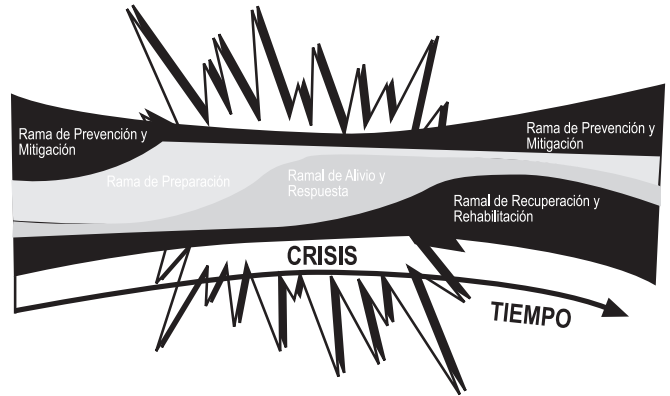 Rama de Prevención y
Mitigación
Rama de Prevención y
Mitigación
Rama de Preparación
Ramal de Alivio y
Respuesta
Ramal de Recuperación y
Rehabilitación
CRISIS
TIEMPO